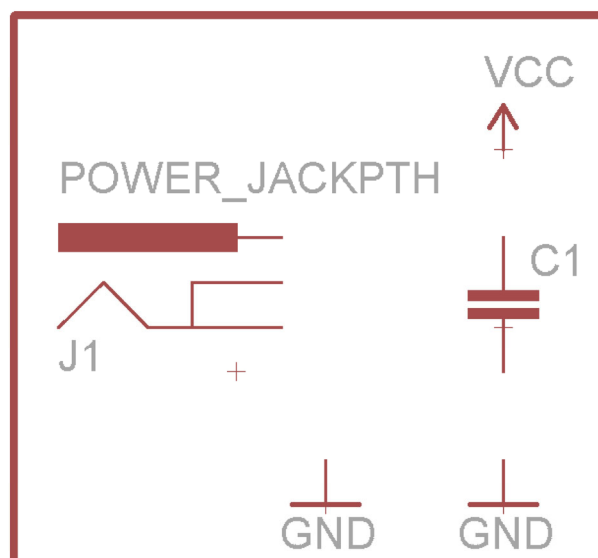 VCC
POWER_JACKPTH
C1
J1
GND
GND